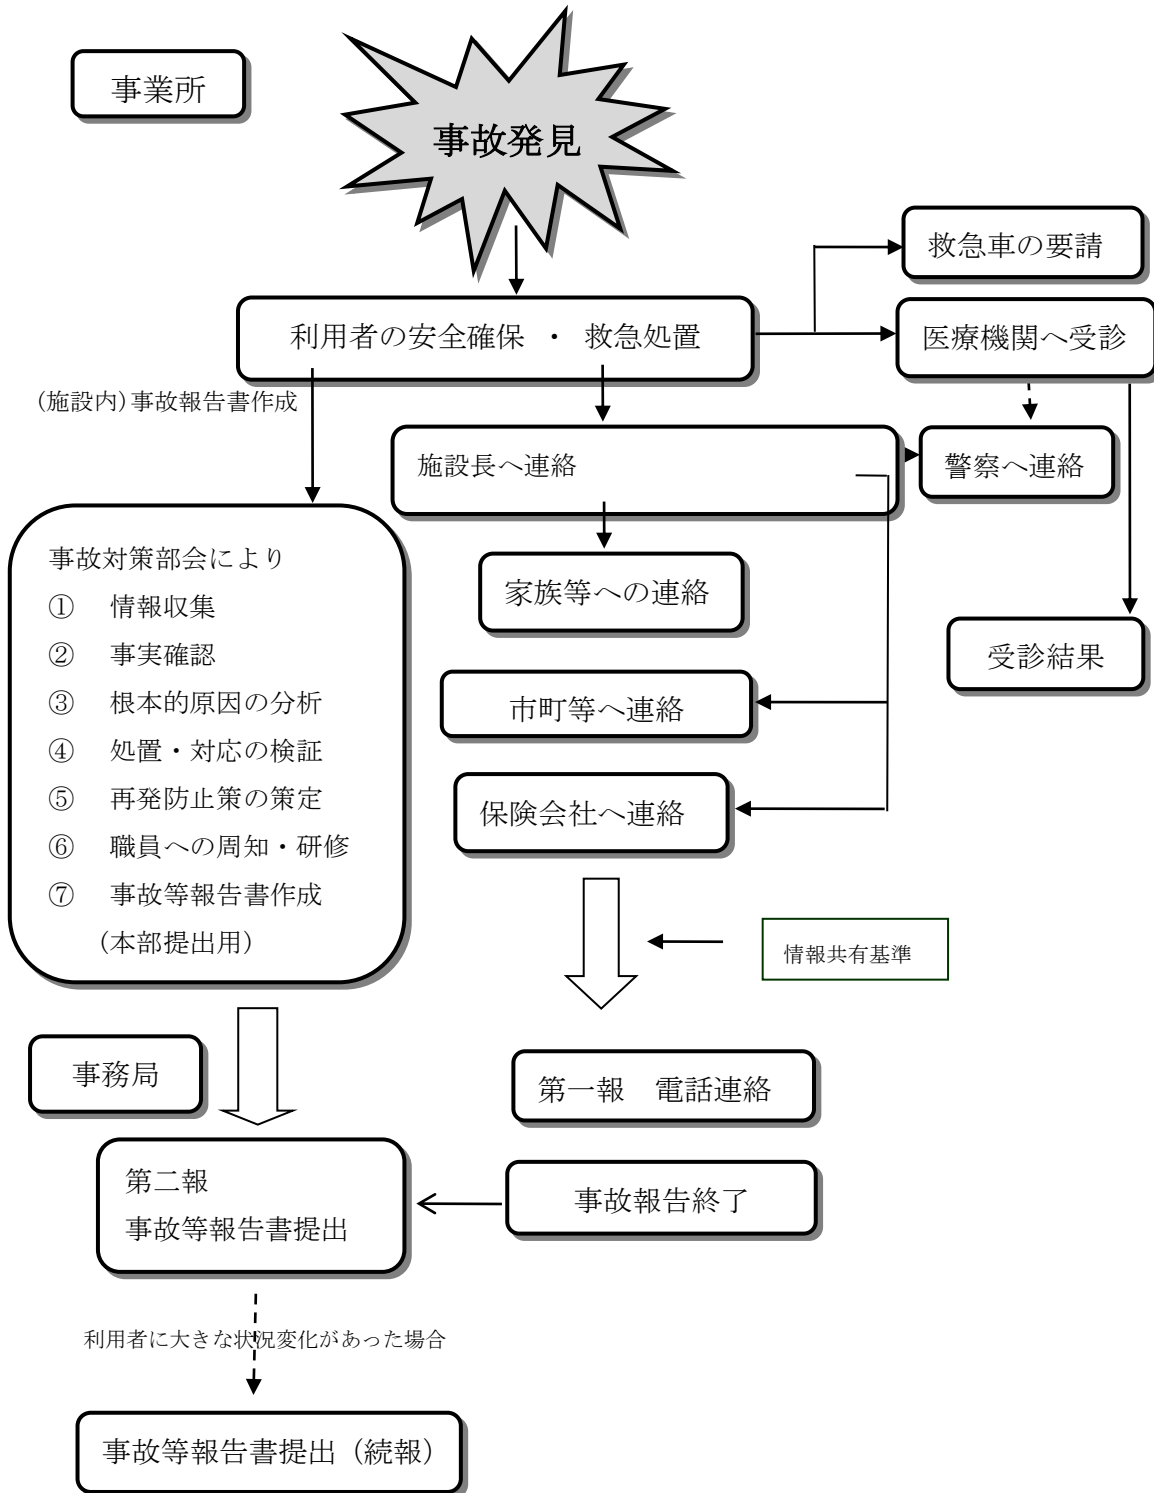 事業所
事故発見
救急車の要請
利用者の安全確保 ・ 救急処置
医療機関へ受診
(施設内)事故報告書作成
施設長へ連絡
警察へ連絡
事故対策部会により
① 情報収集
② 事実確認
③ 根本的原因の分析
④ 処置・対応の検証
⑤ 再発防止策の策定
⑥ 職員への周知・研修
⑦ 事故等報告書作成
(本部提出用)
家族等への連絡
受診結果
市町等へ連絡
保険会社へ連絡
情報共有基準
事務局
第一報 電話連絡
第二報
事故等報告書提出
事故報告終了
利用者に大きな状況変化があった場合
事故等報告書提出(続報)